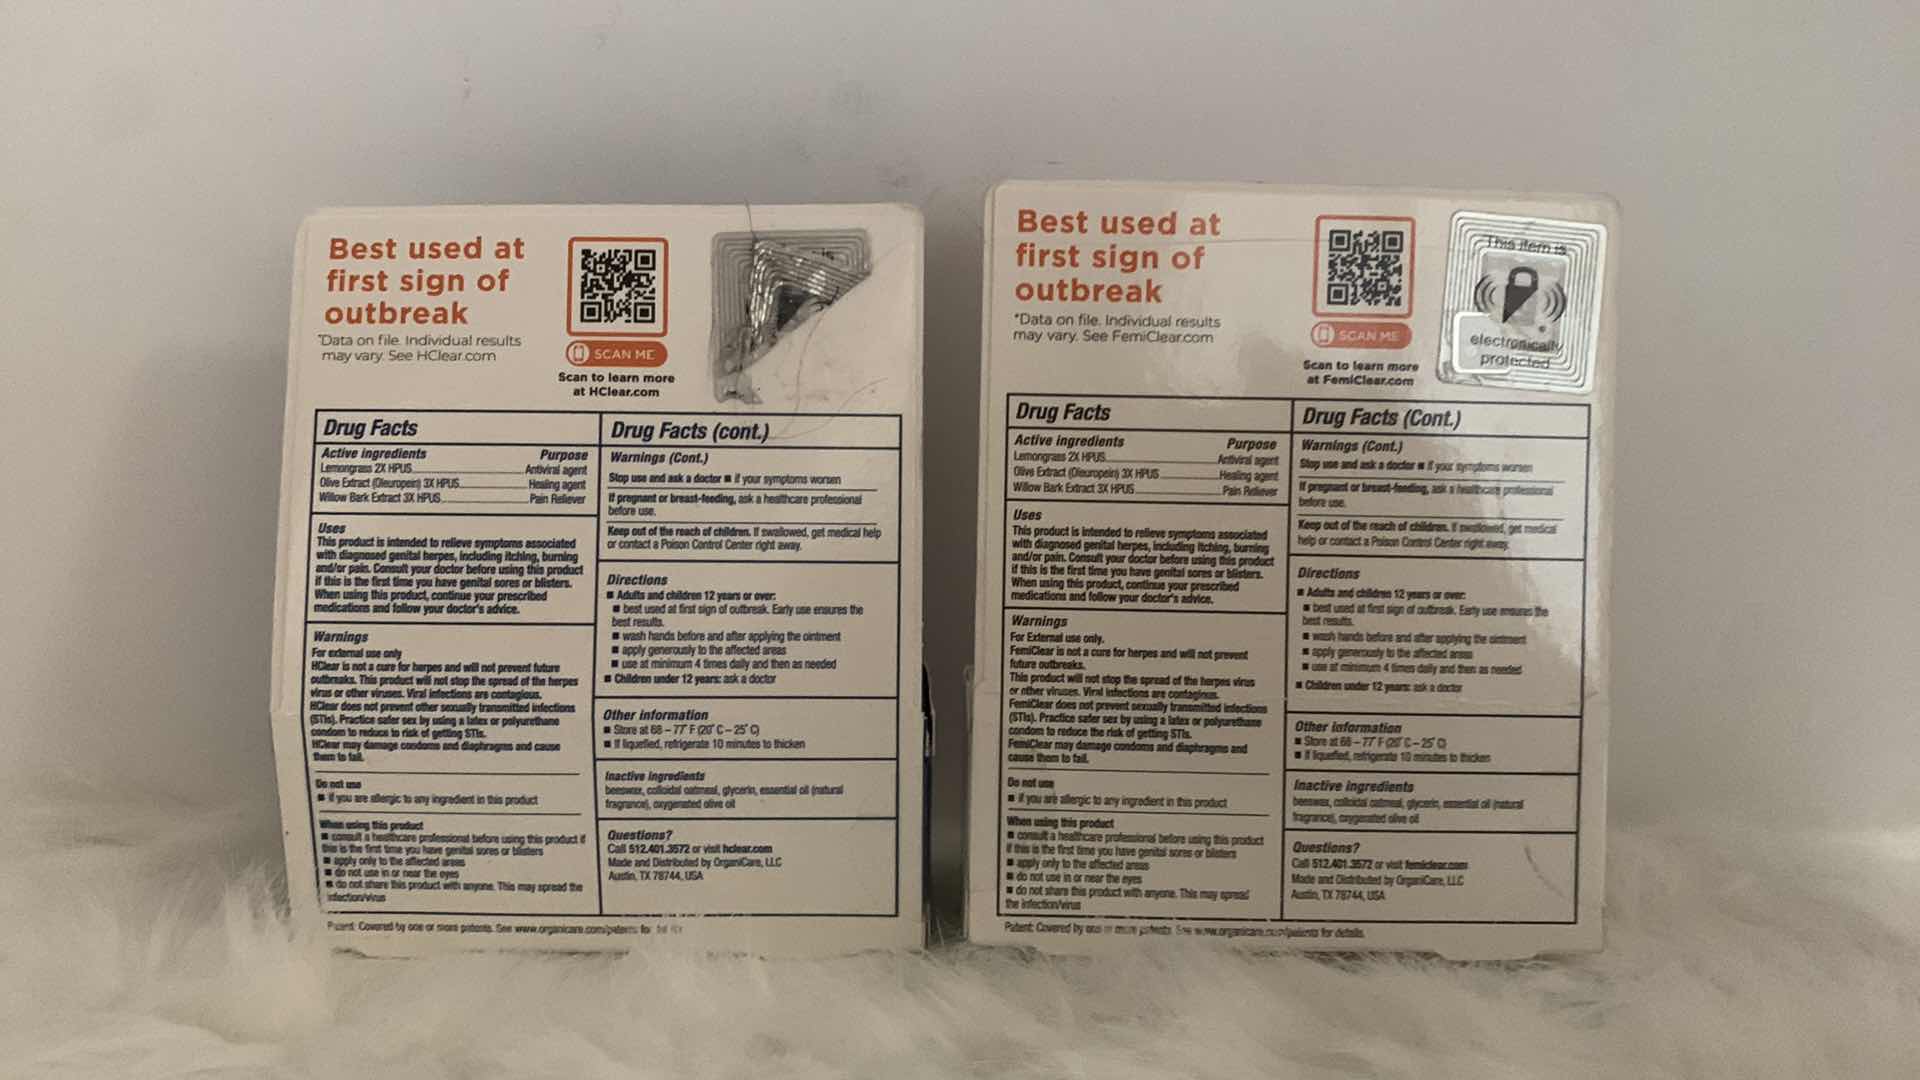 Best used at
first sign of
outbreak
*Data on file. Individual results
may vary. See HClear.com
SCAN ME
Scan to learn more
at HClear.com
is
Drug Facts
Active ingredients Purpose
Lemongrass 2X HPUS Antiviral agent
Olive Extract (Oleuropein) 3X HPUS Healing agent
Willow Bark Extract 3X HPUS Pain Reliever
Uses
This product is intended to relieve symptoms associated
with diagnosed genital herpes, including itching, burning
and/or pain. Consult your doctor before using this product
if this is the first time you have genital sores or blisters.
When using this product, continue your prescribed
medications and follow your doctor's advice.
Warnings
For external use only
HClear is not a cure for herpes and will not prevent future
outbreaks. This product will not stop the spread of the herpes
virus or other viruses. Viral infections are contagious.
HClear does not prevent other sexually transmitted infections
(STIs). Practice safer sex by using a latex or polyurethane
condom to reduce to risk of getting STIs.
HClear may damage condoms and diaphragms and cause
them to fail.
Do not use
■ if you are allergic to any ingredient in this product
When using this product
■ consult a healthcare professional before using this product if
this is the first time you have genital sores or blisters
■ apply only to the affected areas
■ do not use in or near the eyes
■ do not share this product with anyone. This may spread the
infection/virus
Drug Facts (cont.)
Warnings (Cont.)
Stop use and ask a doctor ■ if your symptoms worsen
If pregnant or breast-feeding, ask a healthcare professional
before use.
Keep out of the reach of children. If swallowed, get medical help
or contact a Poison Control Center right away.
Directions
■ Adults and children 12 years or over:
■ best used at first sign of outbreak. Early use ensures the
best results.
■ wash hands before and after applying the ointment
■ apply generously to the affected areas
■ use at minimum 4 times daily and then as needed
■ Children under 12 years: ask a doctor
Other information
■ Store at 68 – 77˚ F (20˚ C – 25˚ C)
■ If liquefied, refrigerate 10 minutes to thicken
Inactive ingredients
beeswax, colloidal oatmeal, glycerin, essential oil (natural
fragrance), oxygenated olive oil
Questions?
Call 512.401.3572 or visit hclear.com
Made and Distributed by OrganiCare, LLC
Austin, TX 78744, USA
Patent: Covered by one or more patents. See www.organicare.com/patents for
Best used at
first sign of
outbreak
*Data on file. Individual results
may vary. See FemiClear.com
SCAN ME
Scan to learn more
at FemiClear.com
This item is
electronically
protected
Drug Facts
Active ingredients Purpose
Lemongrass 2X HPUS Antiviral agent
Olive Extract (Oleuropein) 3X HPUS Healing agent
Willow Bark Extract 3X HPUS Pain Reliever
Uses
This product is intended to relieve symptoms associated
with diagnosed genital herpes, including itching, burning
and/or pain. Consult your doctor before using this product
if this is the first time you have genital sores or blisters.
When using this product, continue your prescribed
medications and follow your doctor's advice.
Warnings
For External use only.
FemiClear is not a cure for herpes and will not prevent
future outbreaks.
This product will not stop the spread of the herpes virus
or other viruses. Viral infections are contagious.
FemiClear does not prevent sexually transmitted infections
(STIs). Practice safer sex by using a latex or polyurethane
condom to reduce the risk of getting STIs.
FemiClear may damage condoms and diaphragms and
cause them to fail.
Do not use
■ if you are allergic to any ingredient in this product
When using this product
■ consult a healthcare professional before using this product
if this is the first time you have genital sores or blisters
■ apply only to the affected areas
■ do not use in or near the eyes
■ do not share this product with anyone. This may spread
the infection/virus
Drug Facts (Cont.)
Warnings (Cont.)
Stop use and ask a doctor ■ if your symptoms worsen
If pregnant or breast-feeding, ask a healthcare professional
before use.
Keep out of the reach of children. If swallowed, get medical
help or contact a Poison Control Center right away.
Directions
■ Adults and children 12 years or over:
■ best used at first sign of outbreak. Early use ensures the
best results.
■ wash hands before and after applying the ointment
■ apply generously to the affected areas
■ use at minimum 4 times daily and then as needed
■ Children under 12 years: ask a doctor
Other information
■ Store at 68 – 77˚ F (20˚ C – 25˚ C)
■ If liquefied, refrigerate 10 minutes to thicken
Inactive ingredients
beeswax, colloidal oatmeal, glycerin, essential oil (natural
fragrance), oxygenated olive oil
Questions?
Call 512.401.3572 or visit femiclear.com
Made and Distributed by OrganiCare, LLC
Austin, TX 78744, USA
Patent: Covered by one or more patents. See www.organicare.com/patents for details.